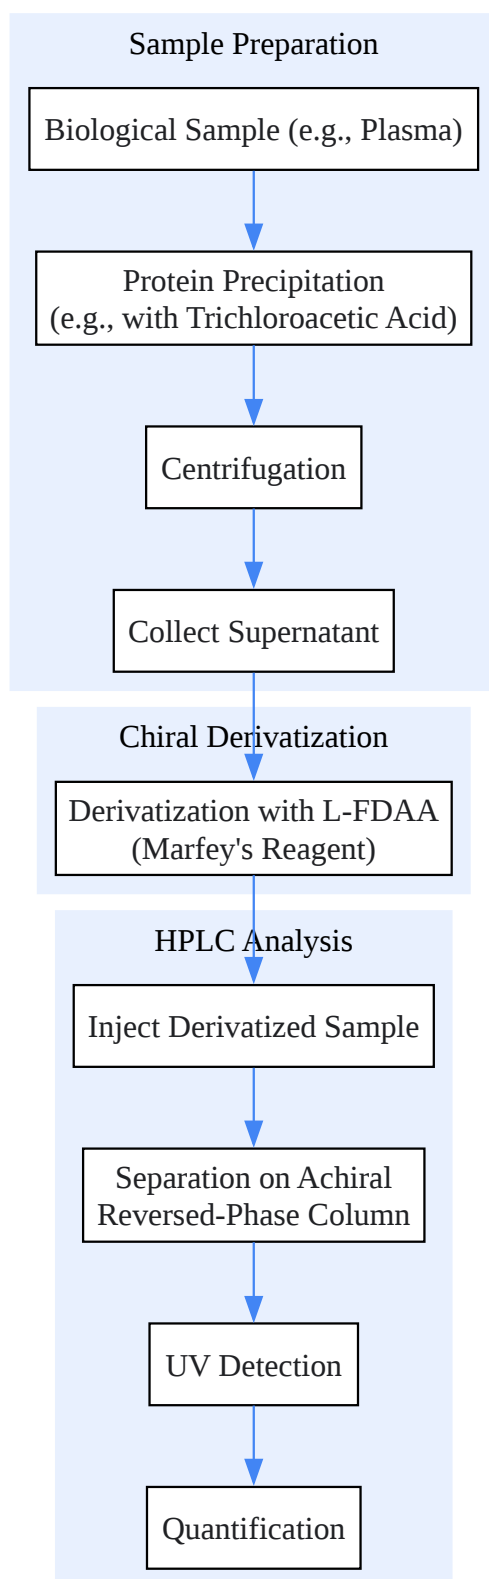 Sample Preparation
Biological Sample (e.g., Plasma)
Protein Precipitation
(e.g., with Trichloroacetic Acid)
Centrifugation
Collect Supernatant
Chiral Derivatization
Derivatization with L-FDAA
(Marfey's Reagent)
HPLC Analysis
Inject Derivatized Sample
Separation on Achiral
Reversed-Phase Column
UV Detection
Quantification